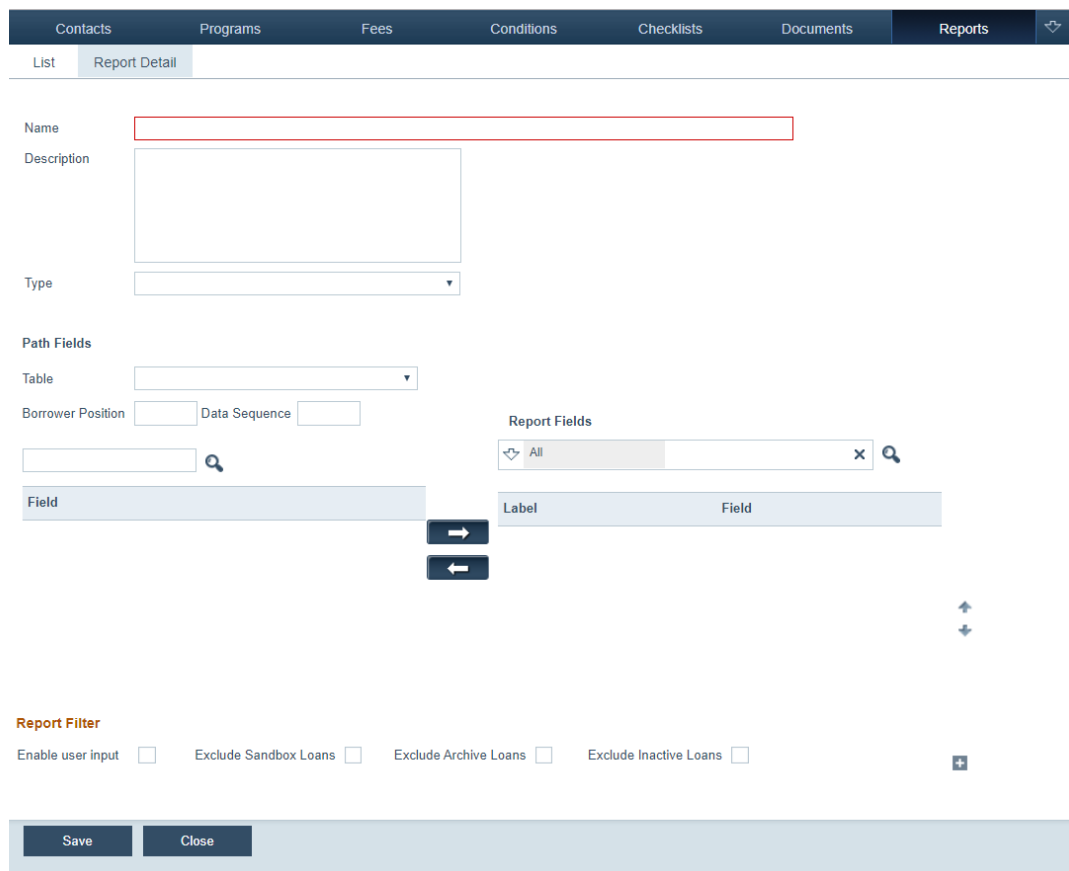 Contacts Programs Fees Conditions Checklists Documents Reports
List Report Detail
Name
Description
Type
Path Fields
Table
Borrower Position Data Sequence
Report Fields
All
Field
Label Field
Report Filter
Enable user input Exclude Sandbox Loans Exclude Archive Loans Exclude Inactive Loans
Save Close